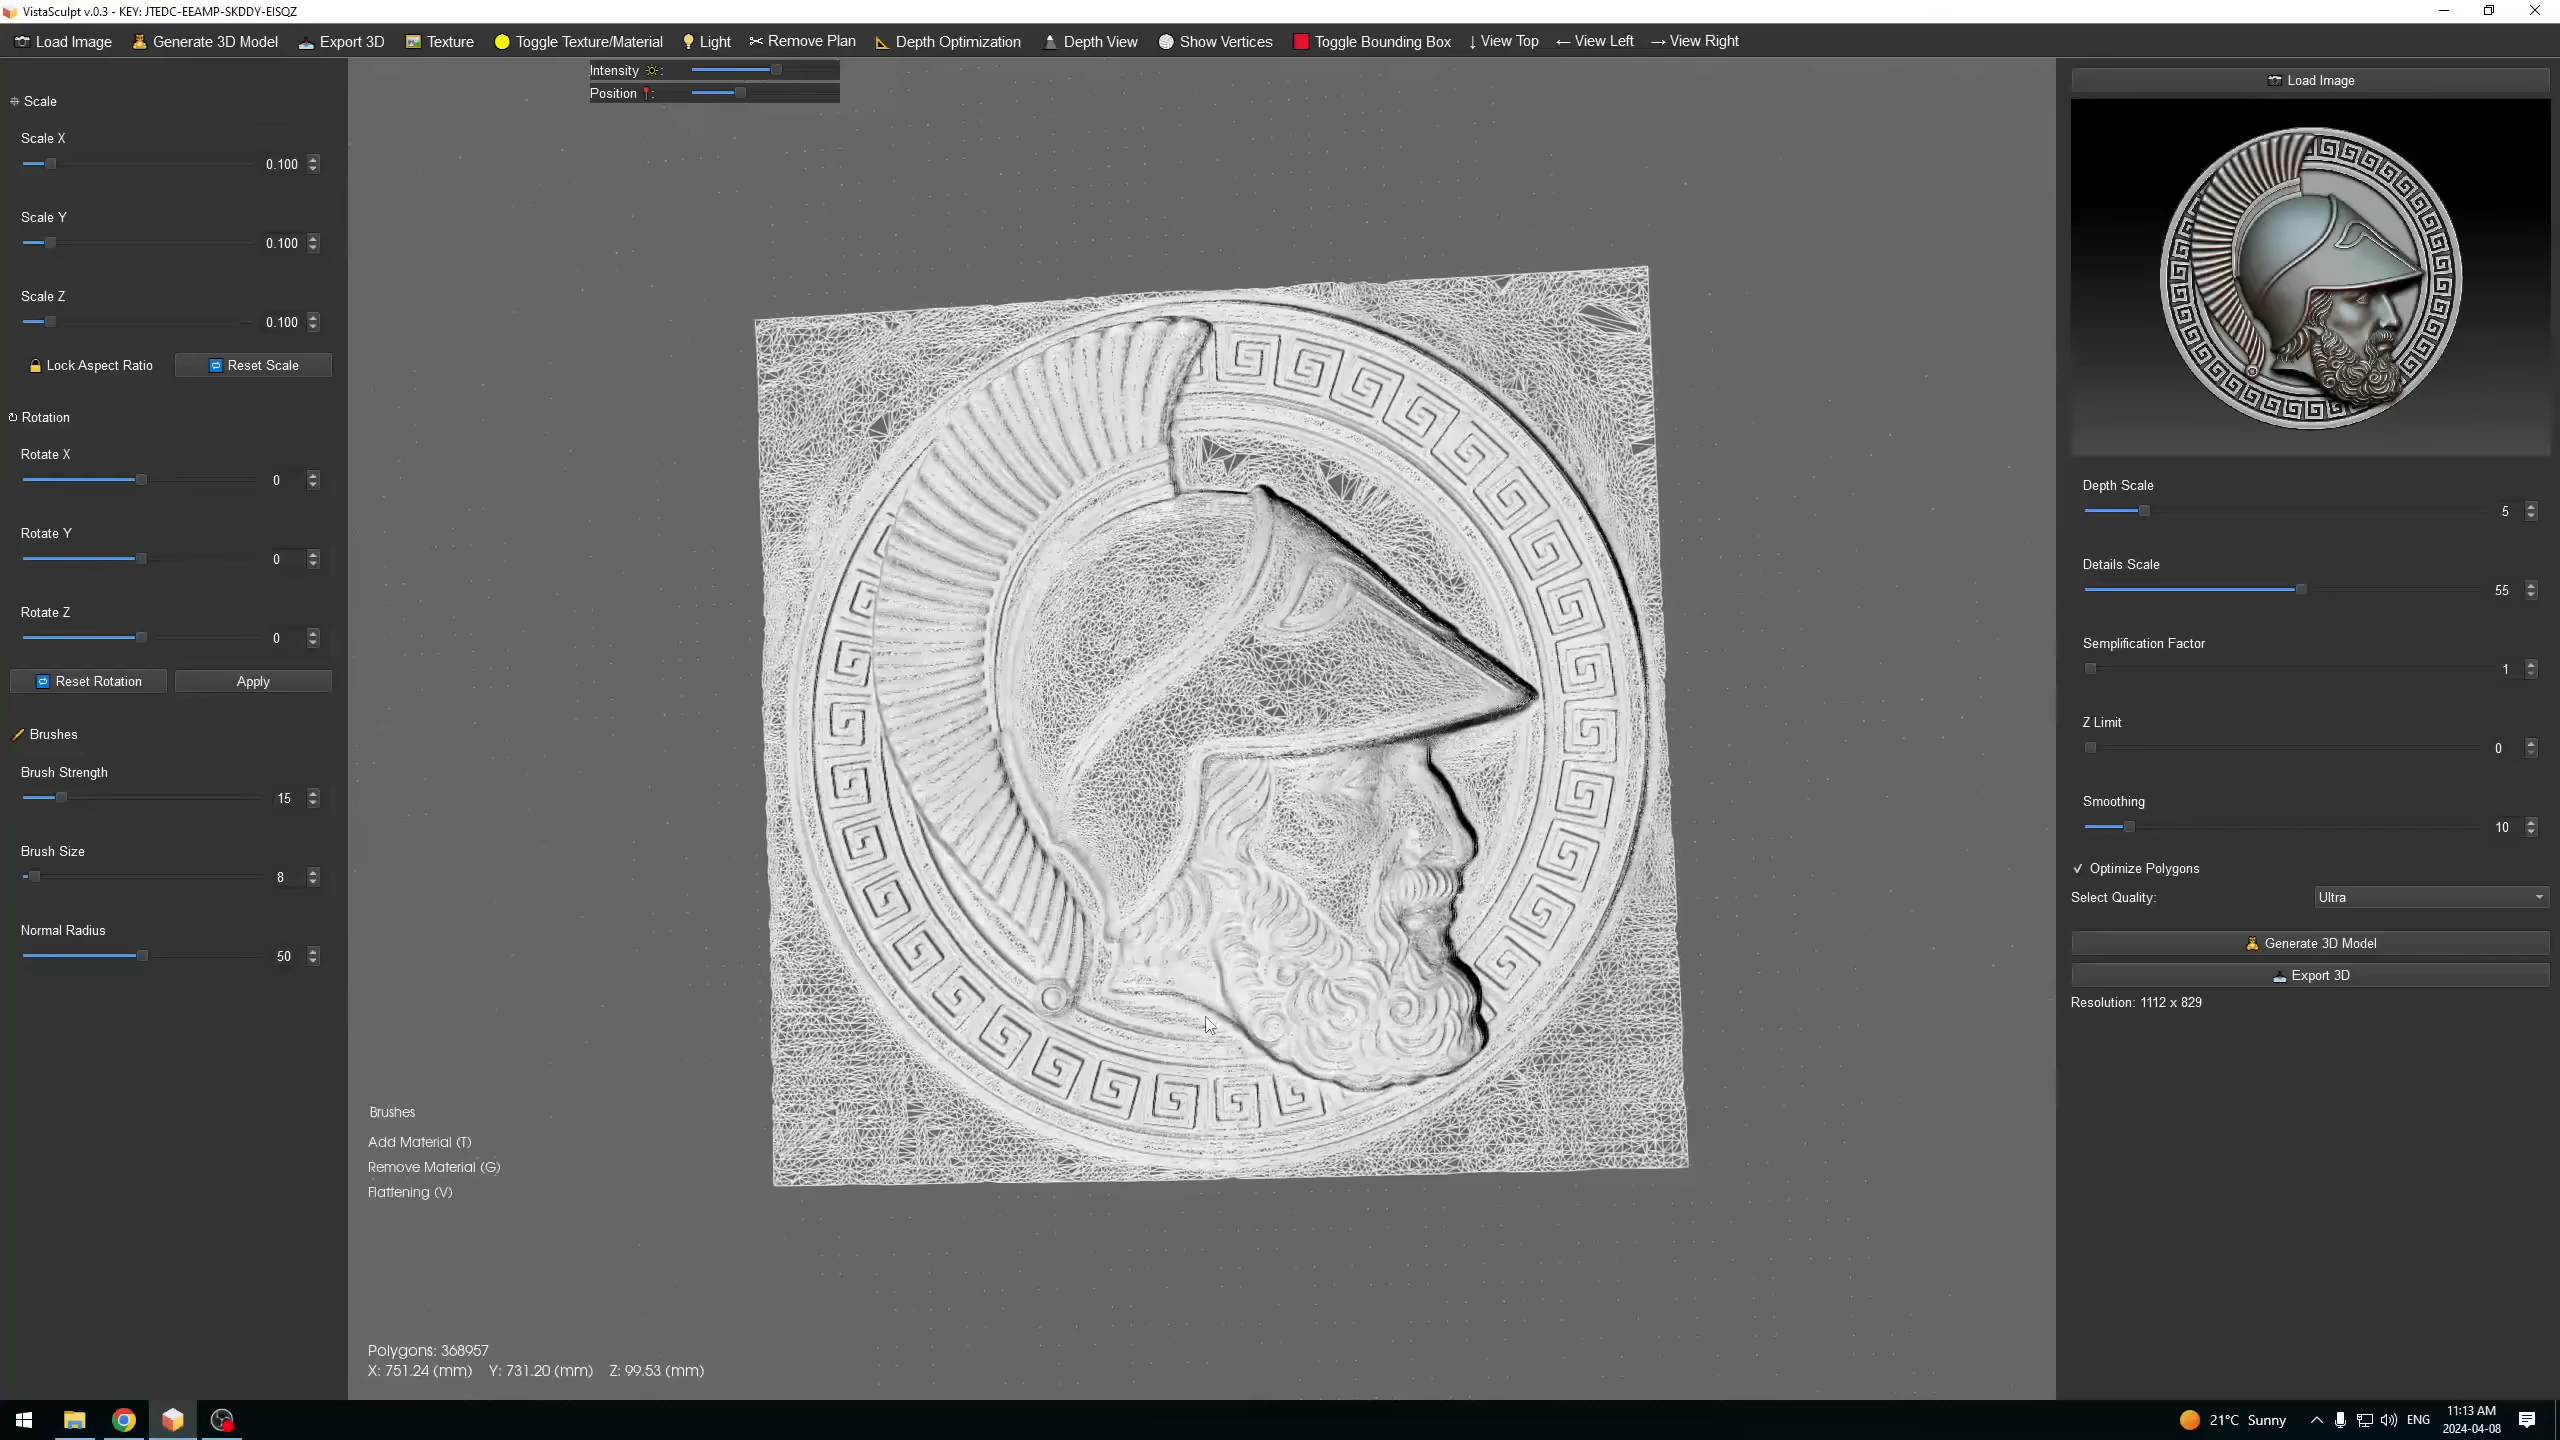 VistaSculpt v.0.3 - KEY: JTEDC-EEAMP-SKDDY-EISQZ
Load Image Generate 3D Model Export 3D Texture Toggle Texture/Material Light Remove Plan Depth Optimization Depth View Show Vertices Toggle Bounding Box ↓ View Top ← View Left → View Right
Intensity :
Position :
Scale
Scale X
0.100
Scale Y
0.100
Scale Z
0.100
Lock Aspect Ratio Reset Scale
Rotation
Rotate X
0
Rotate Y
0
Rotate Z
0
Reset Rotation Apply
Brushes
Brush Strength
15
Brush Size
8
Normal Radius
50
Brushes
Add Material (T)
Remove Material (G)
Flattening (V)
Polygons: 368957
X: 751.24 (mm) Y: 731.20 (mm) Z: 99.53 (mm)
Load Image
Depth Scale
5
Details Scale
55
Semplification Factor
1
Z Limit
0
Smoothing
10
Optimize Polygons
Select Quality: Ultra
Generate 3D Model
Export 3D
Resolution: 1112 x 829
21°C Sunny
ENG
11:13 AM
2024-04-08